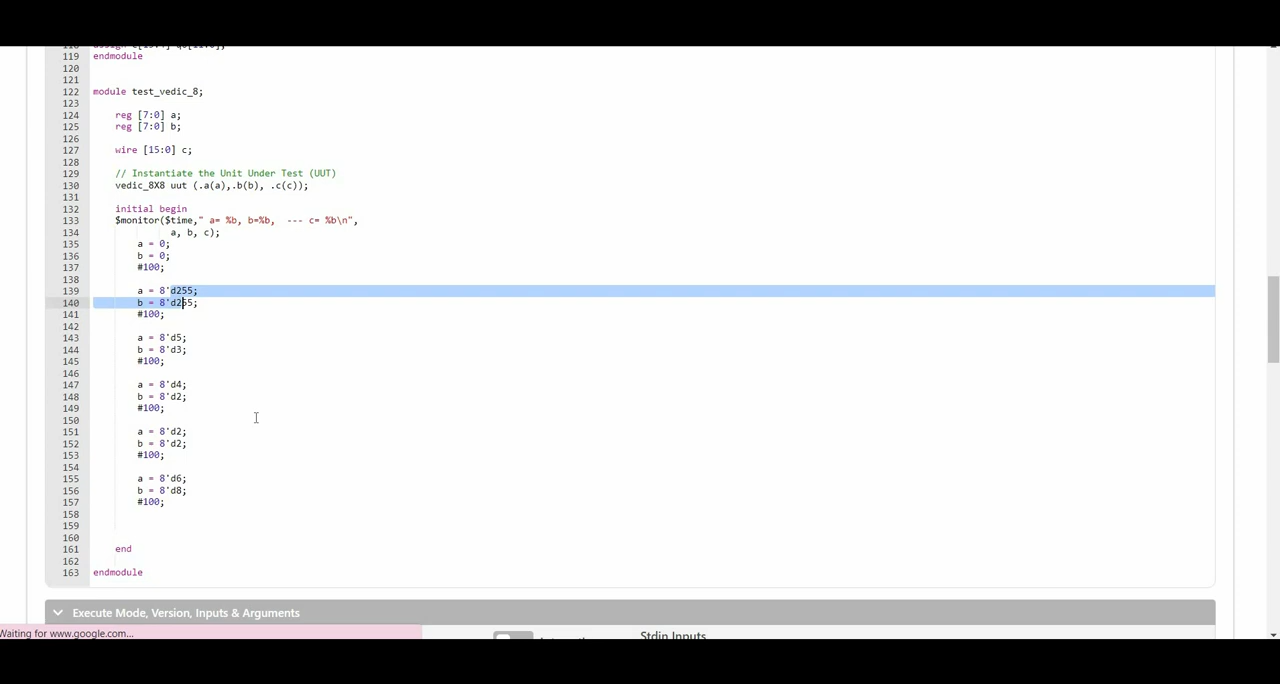 119 endmodule
120
121
122 module test_vedic_8;
123
124 reg [7:0] a;
125 reg [7:0] b;
126
127 wire [15:0] c;
128
129 // Instantiate the Unit Under Test (UUT)
130 vedic_8X8 uut (.a(a),.b(b), .c(c));
131
132 initial begin
133 $monitor($time," a= %b, b=%b,  --- c= %b\n",
134 a, b, c);
135 a = 0;
136 b = 0;
137 #100;
138
139 a = 8'd255;
140 b = 8'd255;
141 #100;
142
143 a = 8'd5;
144 b = 8'd3;
145 #100;
146
147 a = 8'd4;
148 b = 8'd2;
149 #100;
150
151 a = 8'd2;
152 b = 8'd2;
153 #100;
154
155 a = 8'd6;
156 b = 8'd8;
157 #100;
158
159
160
161 end
162
163 endmodule
Execute Mode, Version, Inputs & Arguments
Waiting for www.google.com...
Stdin Inputs